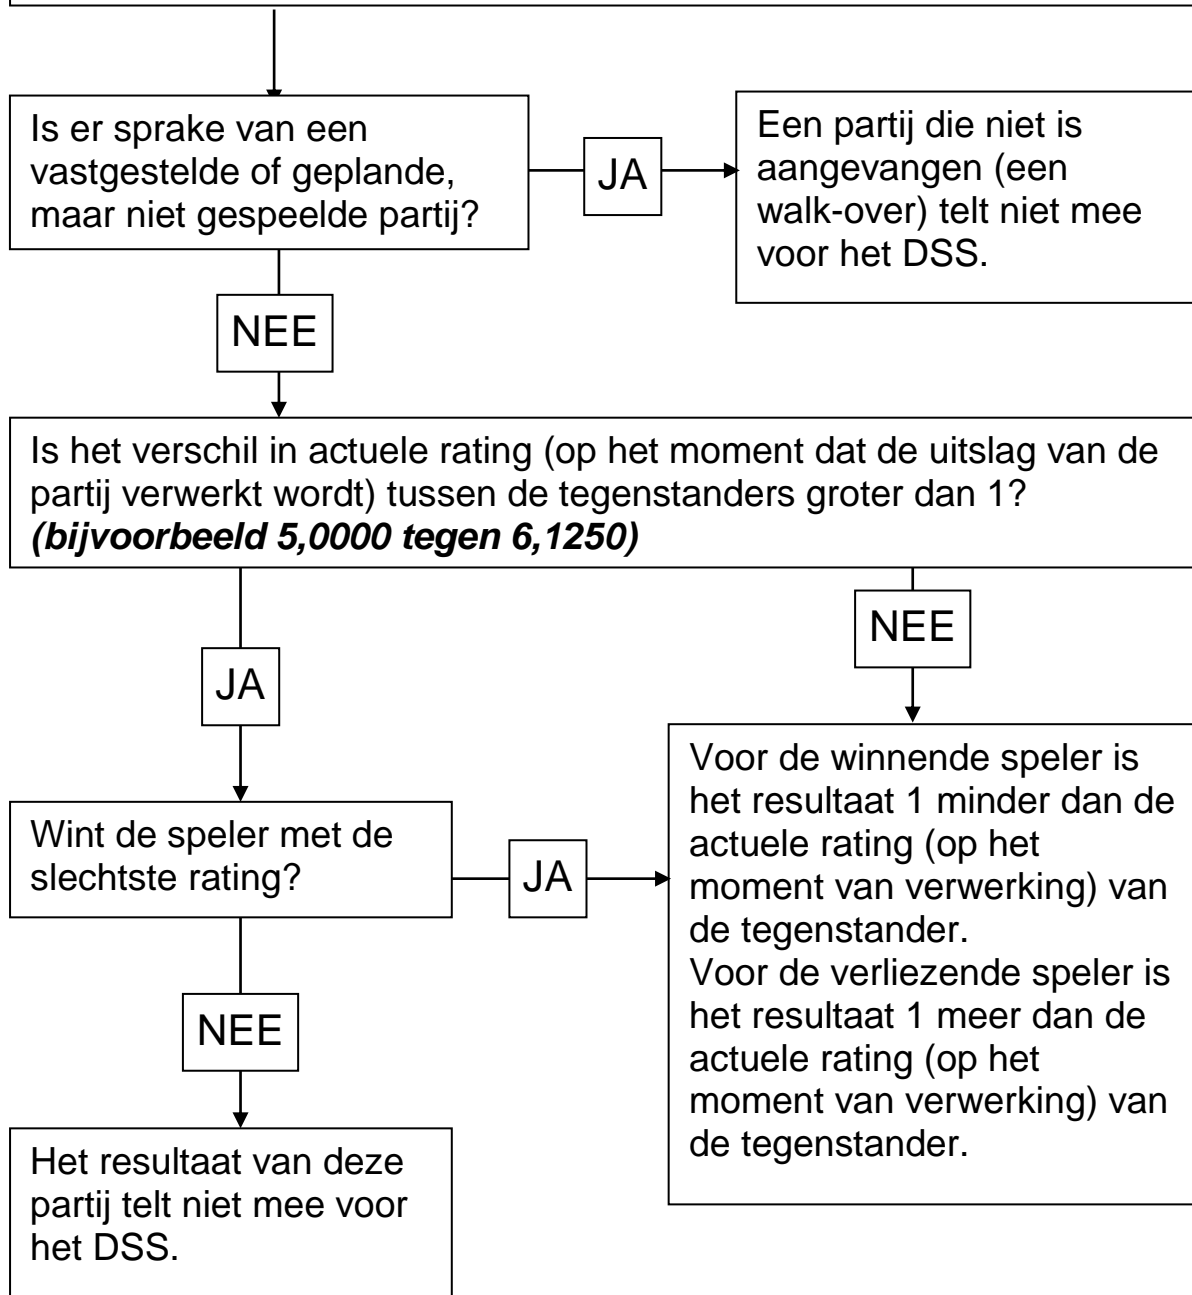 Is er sprake van een
vastgestelde of geplande,
maar niet gespeelde partij?
JA
Een partij die niet is
aangevangen (een
walk-over) telt niet mee
voor het DSS.
NEE
Is het verschil in actuele rating (op het moment dat de uitslag van de
partij verwerkt wordt) tussen de tegenstanders groter dan 1?
(bijvoorbeeld 5,0000 tegen 6,1250)
JA
NEE
Wint de speler met de
slechtste rating?
JA
Voor de winnende speler is
het resultaat 1 minder dan de
actuele rating (op het
moment van verwerking) van
de tegenstander.
Voor de verliezende speler is
het resultaat 1 meer dan de
actuele rating (op het
moment van verwerking) van
de tegenstander.
NEE
Het resultaat van deze
partij telt niet mee voor
het DSS.